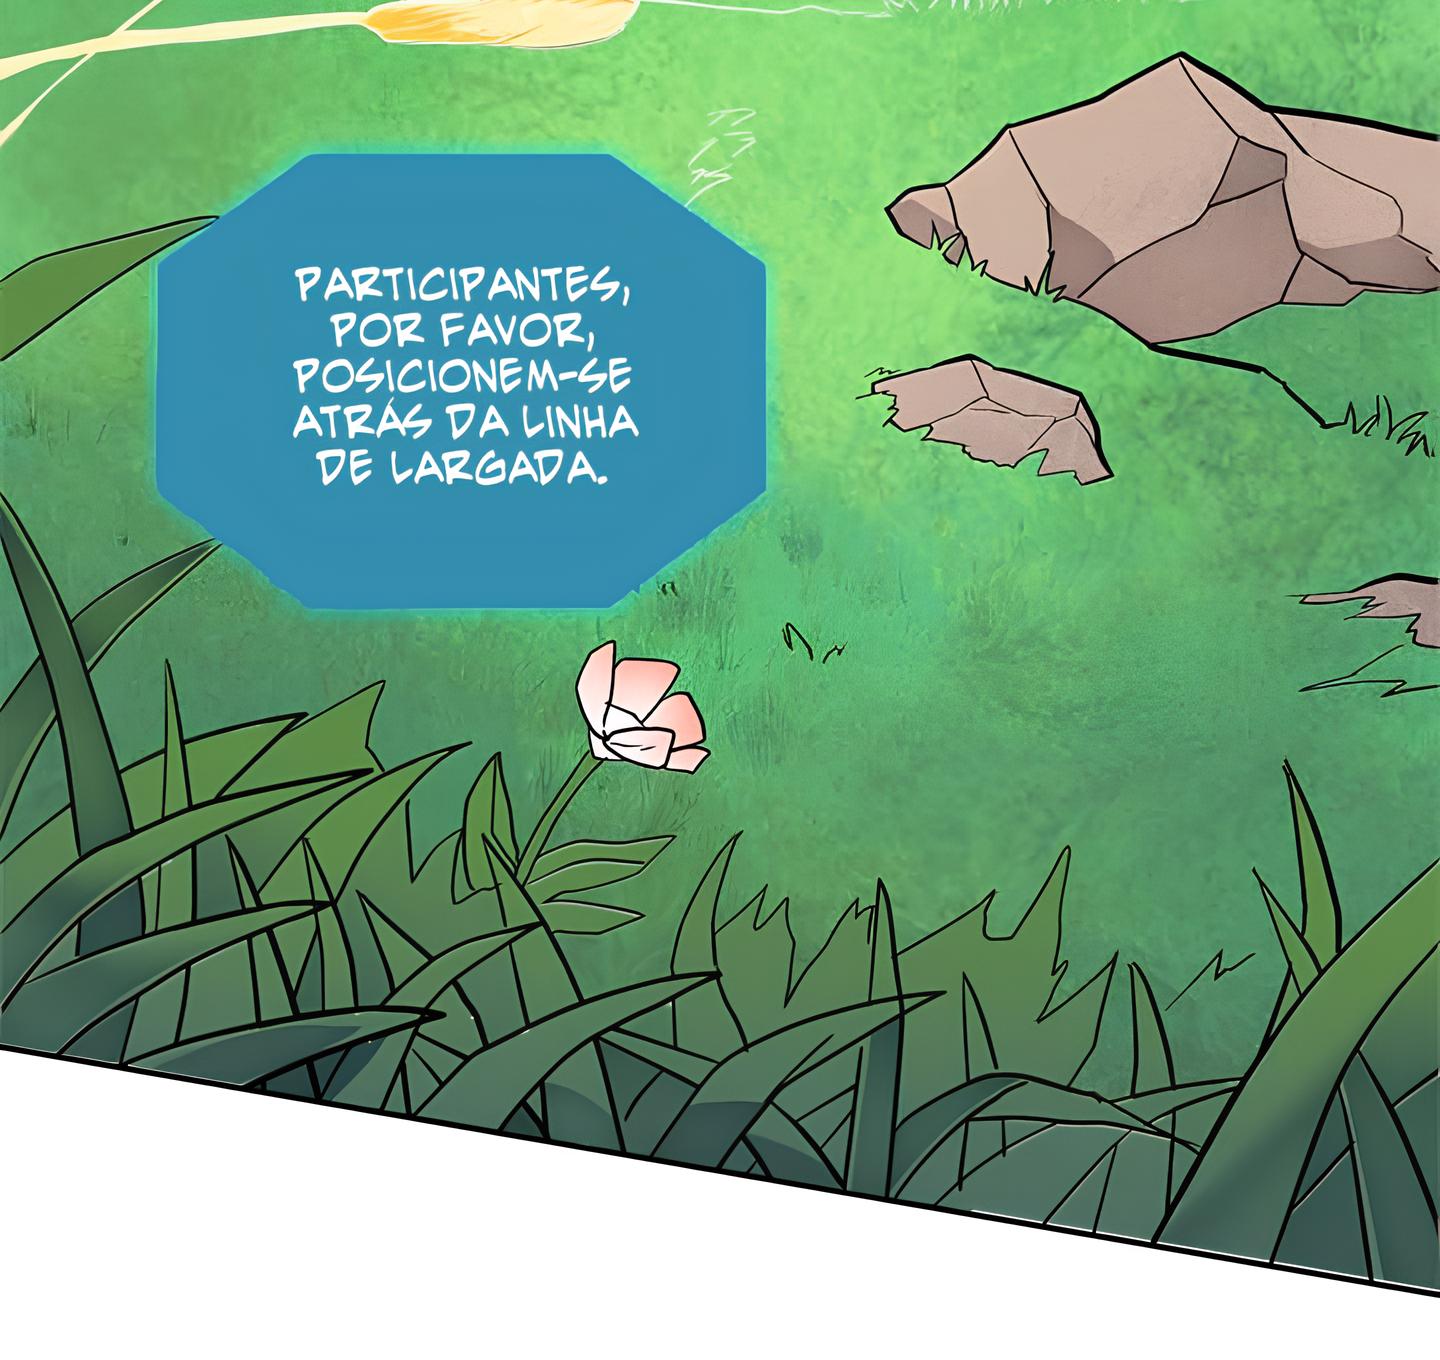 PARTICIPANTES,
POR FAVOR,
POSICIONEM-SE
ATRÁS DA LINHA
DE LARGADA.